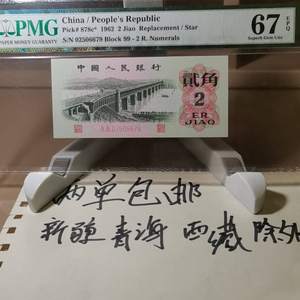 PMG
China / People's Republic
Pick# 878c* 1962 2 Jiao Replacement / Star
S/N 02506679 Block 99 - 2 R. Numerals
67
EPQ
Superb Gem Unc
中国人民银行
贰角
2
ER
JIAO
两单包邮
新疆青海 西藏 除外